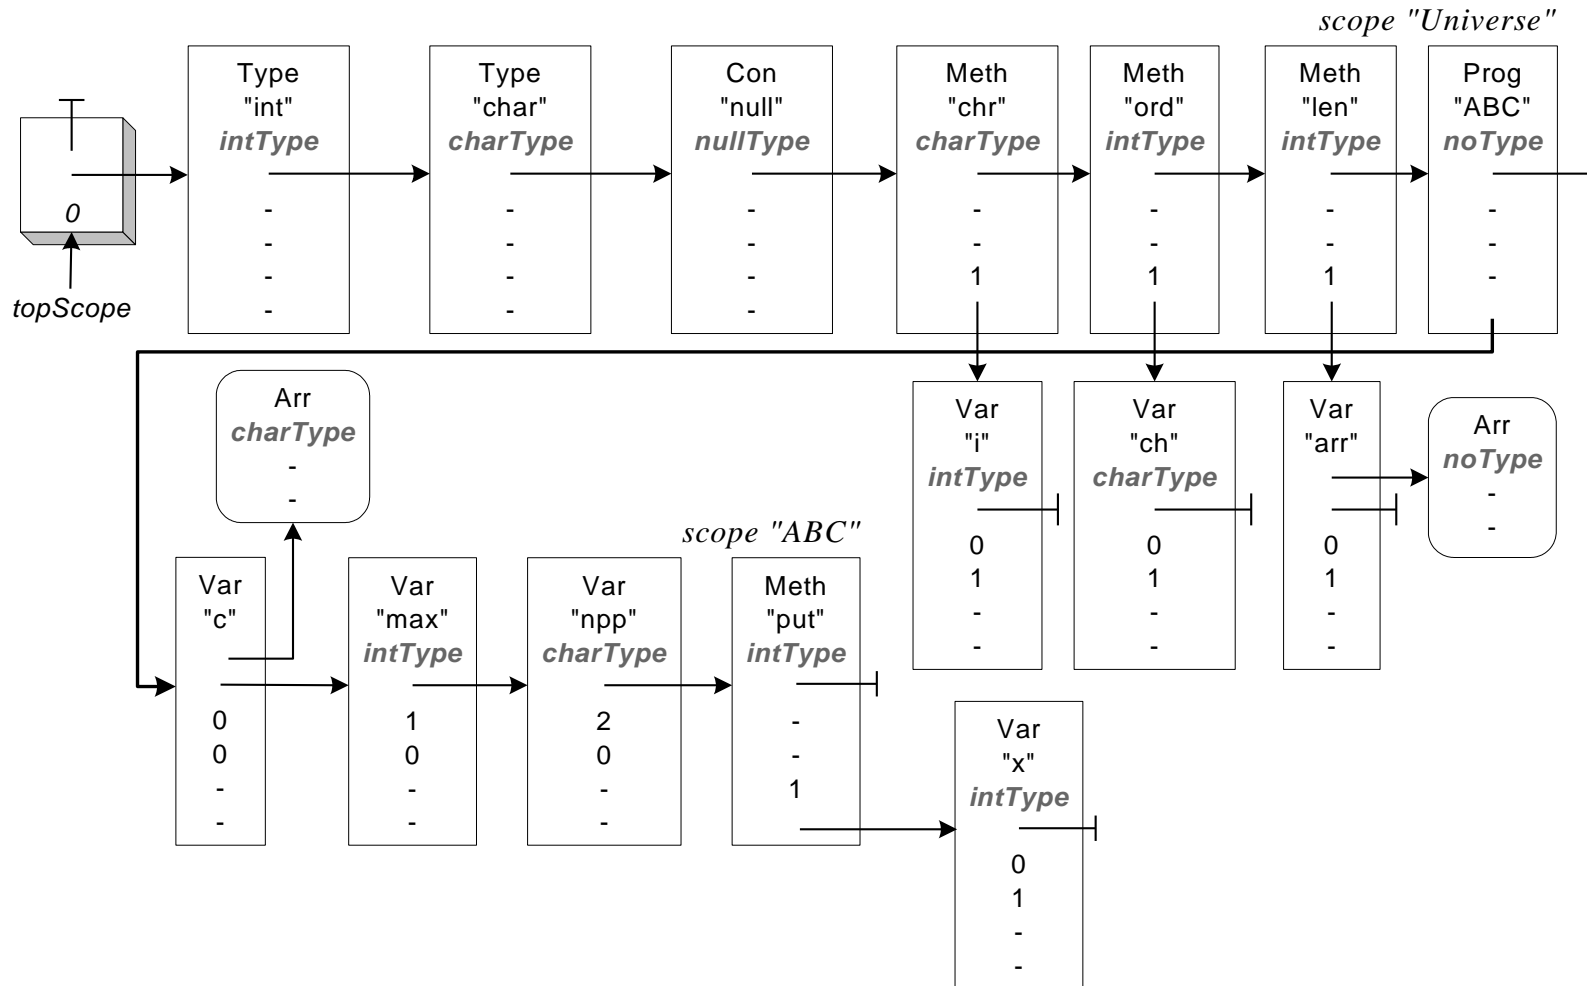 scope "Universe"
Type
"int"
intType
-
-
-
-
Type
"char"
charType
-
-
-
-
Con
"null"
nullType
-
-
-
-
Meth
"chr"
charType
-
-
1
Meth
"ord"
intType
-
-
1
Meth
"len"
intType
-
-
1
Prog
"ABC"
noType
-
-
-
0
topScope
Arr
charType
-
-
Var
"i"
intType
0
1
-
-
Var
"ch"
charType
0
1
-
-
Var
"arr"
0
1
-
-
Arr
noType
-
-
scope "ABC"
Var
"c"
0
0
-
-
Var
"max"
intType
1
0
-
-
Var
"npp"
charType
2
0
-
-
Meth
"put"
intType
-
-
1
Var
"x"
intType
0
1
-
-